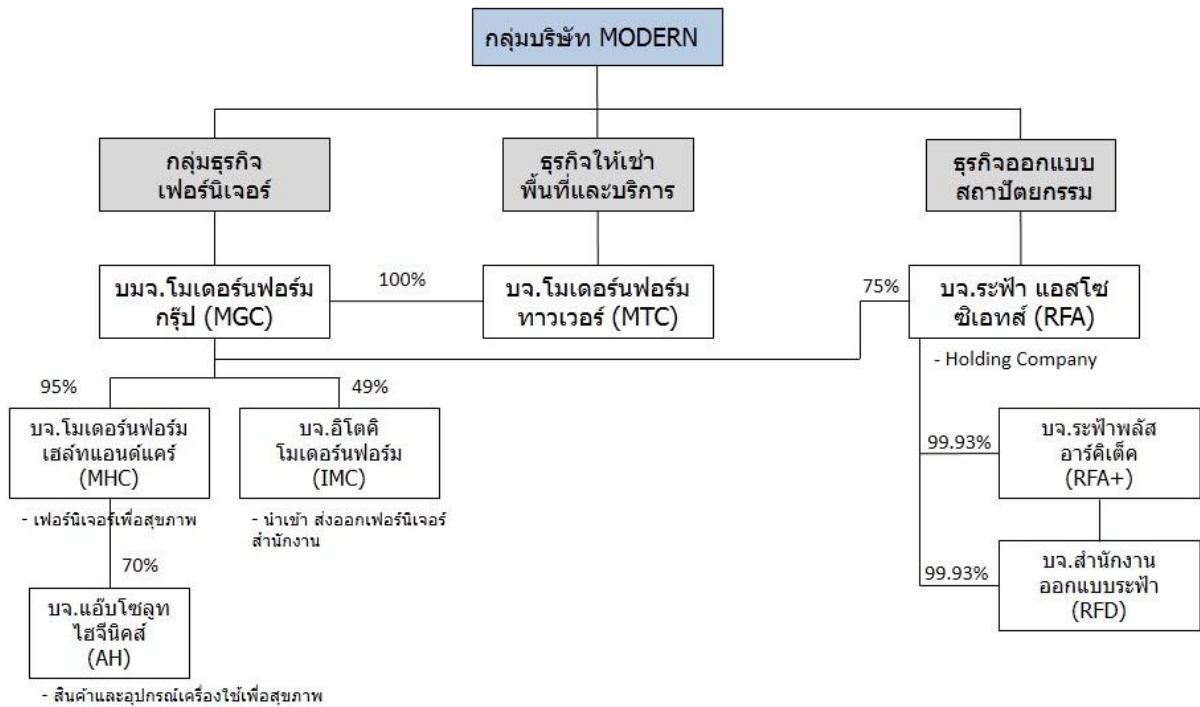 กลุ่มบริษัท MODERN
กลุ่มธุรกิจ
เฟอร์นิเจอร์
ธุรกิจให้เช่า
พื้นที่และบริการ
ธุรกิจออกแบบ
สถาปัตยกรรม
บมจ.โมเดอร์นฟอร์ม
กรุ๊ป (MGC)
100%
บจ.โมเดอร์นฟอร์ม
ทาวเวอร์ (MTC)
75%
บจ.ระฟ้า แอสโซ
ซิเอทส์ (RFA)
- Holding Company
95%
49%
บจ.โมเดอร์นฟอร์ม
เฮล์ทแอนด์แคร์
(MHC)
บจ.อิโตคิ
โมเดอร์นฟอร์ม
(IMC)
99.93%
บจ.ระฟ้าพลัส
อาร์คิเต็ค
(RFA+)
- เฟอร์นิเจอร์เพื่อสุขภาพ
- นำเข้า ส่งออกเฟอร์นิเจอร์
สำนักงาน
70%
99.93%
บจ.สำนักงาน
ออกแบบระฟ้า
(RFD)
บจ.แอ๊บโซลูท
ไฮจีนิคส์
(AH)
- สินค้าและอุปกรณ์เครื่องใช้เพื่อสุขภาพ